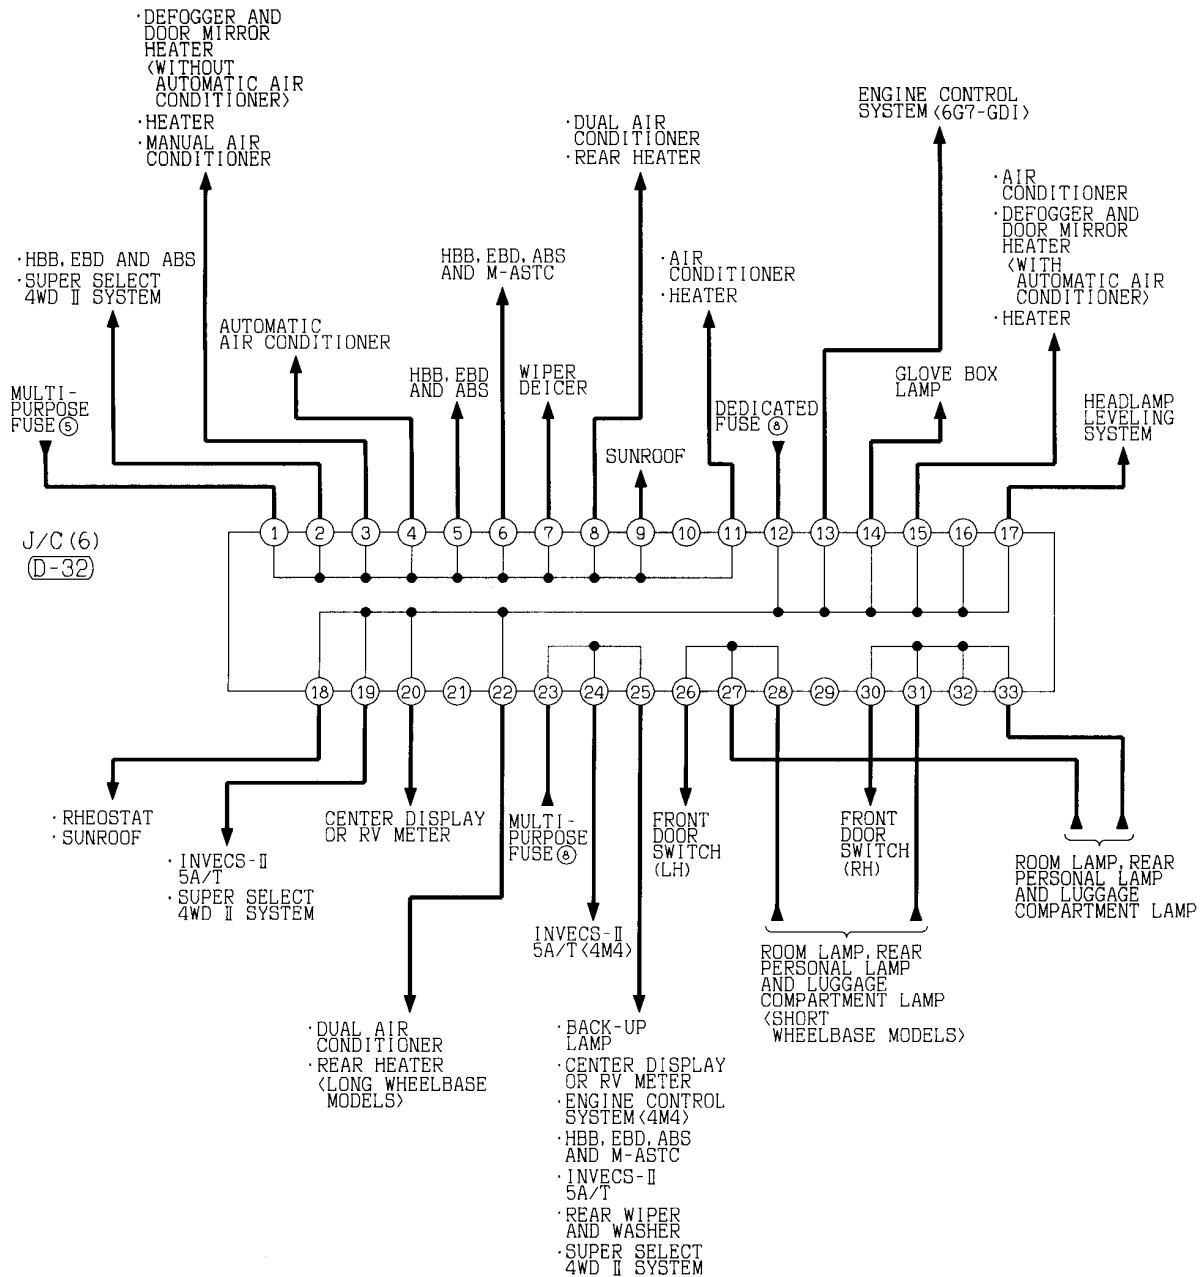 ·DEFOGGER AND
DOOR MIRROR
HEATER
<WITHOUT
AUTOMATIC AIR
CONDITIONER>
·HEATER
·MANUAL AIR
CONDITIONER
·DUAL AIR
CONDITIONER
·REAR HEATER
ENGINE CONTROL
SYSTEM<6G7-GDI>
·AIR
CONDITIONER
·DEFOGGER AND
DOOR MIRROR
HEATER
<WITH
AUTOMATIC AIR
CONDITIONER>
·HEATER
·HBB, EBD AND ABS
·SUPER SELECT
4WD Ⅱ SYSTEM
HBB, EBD, ABS
AND M-ASTC
·AIR
CONDITIONER
·HEATER
AUTOMATIC
AIR CONDITIONER
MULTI-
PURPOSE
FUSE⑤
HBB, EBD
AND ABS
WIPER
DEICER
SUNROOF
DEDICATED
FUSE⑧
GLOVE BOX
LAMP
HEADLAMP
LEVELING
SYSTEM
1 2 3 4 5 6 7 8 9 10 11 12 13 14 15 16 17
J/C(6)
D-32
18 19 20 21 22 23 24 25 26 27 28 29 30 31 32 33
·RHEOSTAT
·SUNROOF
·INVECS-Ⅱ
5A/T
·SUPER SELECT
4WD Ⅱ SYSTEM
CENTER DISPLAY
OR RV METER
MULTI-
PURPOSE
FUSE⑧
FRONT
DOOR
SWITCH
(LH)
FRONT
DOOR
SWITCH
(RH)
ROOM LAMP, REAR
PERSONAL LAMP
AND LUGGAGE
COMPARTMENT LAMP
INVECS-Ⅱ
5A/T<4M4>
ROOM LAMP, REAR
PERSONAL LAMP
AND LUGGAGE
COMPARTMENT LAMP
<SHORT
WHEELBASE MODELS>
·DUAL AIR
CONDITIONER
·REAR HEATER
<LONG WHEELBASE
MODELS>
·BACK-UP
LAMP
·CENTER DISPLAY
OR RV METER
·ENGINE CONTROL
SYSTEM<4M4>
·HBB, EBD, ABS
AND M-ASTC
·INVECS-Ⅱ
5A/T
·REAR WIPER
AND WASHER
·SUPER SELECT
4WD Ⅱ SYSTEM